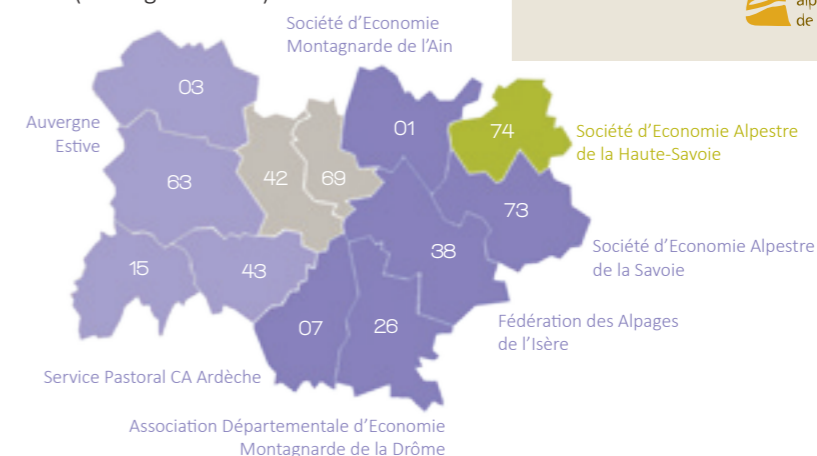 Société d’Economie
Montagnarde de l’Ain
alp
de
03
01
74
Auvergne
Estive
Société d’Economie Alpestre
de la Haute-Savoie
63
42
69
73
38
Société d’Economie Alpestre
de la Savoie
15
43
07
26
Fédération des Alpages
de l’Isère
Service Pastoral CA Ardèche
Association Départementale d’Economie
Montagnarde de la Drôme